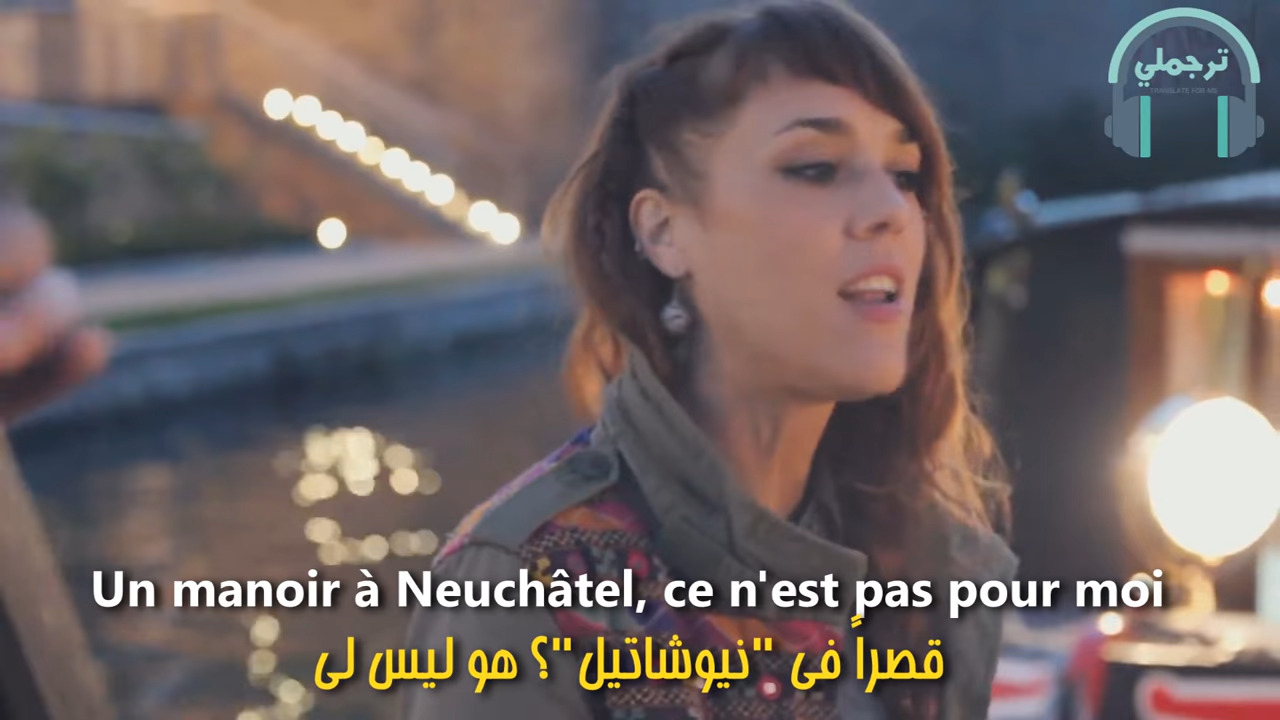 ترجملي
TRANSLATE FOR ME
Un manoir à Neuchâtel, ce n'est pas pour moi
قصراً فى "نيوشاتيل"؟ هو ليس لى